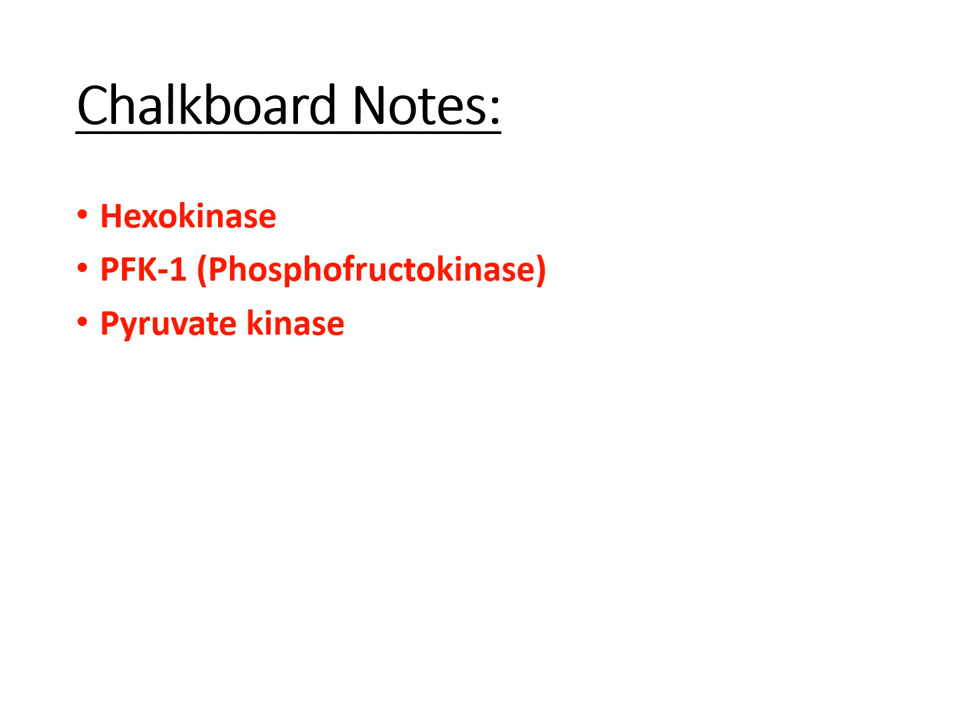 Chalkboard Notes:
• Hexokinase
• PFK-1 (Phosphofructokinase)
• Pyruvate kinase